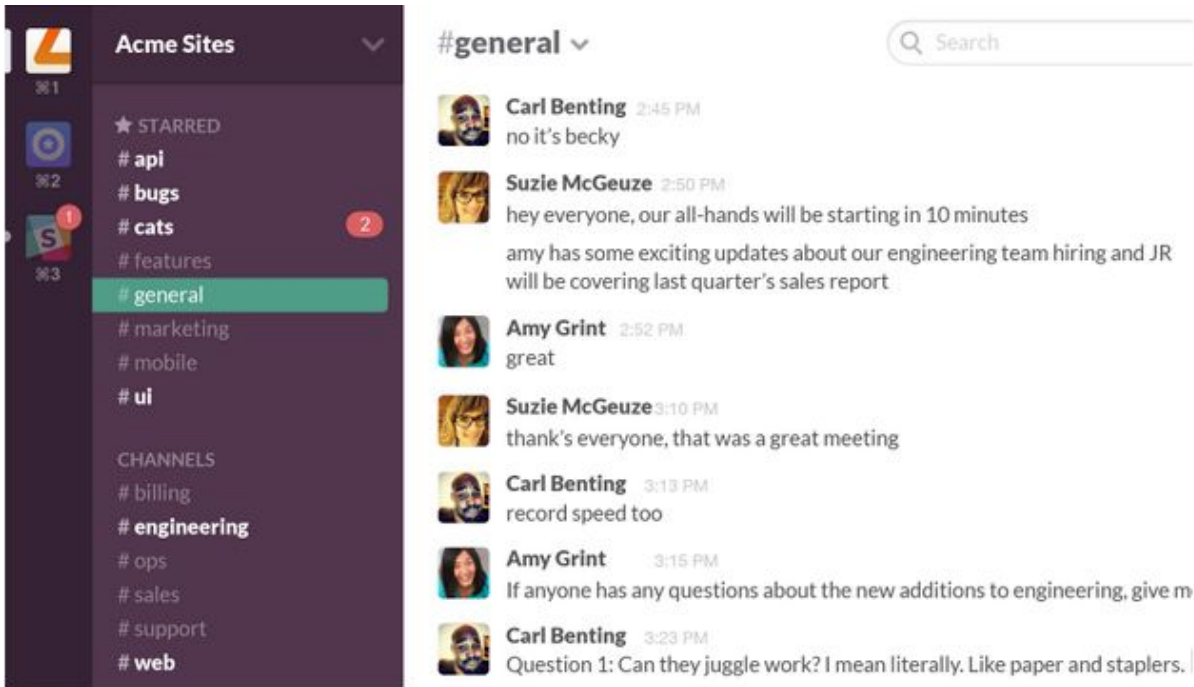 Acme Sites
⌘1
⌘2
1
S
⌘3
★ STARRED
# api
# bugs
# cats 2
# features
# general
# marketing
# mobile
# ui
CHANNELS
# billing
# engineering
# ops
# sales
# support
# web
#general
Search
Carl Benting 2:45 PM
no it's becky
Suzie McGeuze 2:50 PM
hey everyone, our all-hands will be starting in 10 minutes
amy has some exciting updates about our engineering team hiring and JR
will be covering last quarter's sales report
Amy Grint 2:52 PM
great
Suzie McGeuze 3:10 PM
thank's everyone, that was a great meeting
Carl Benting 3:13 PM
record speed too
Amy Grint 3:15 PM
If anyone has any questions about the new additions to engineering, give m
Carl Benting 3:23 PM
Question 1: Can they juggle work? I mean literally. Like paper and staplers.